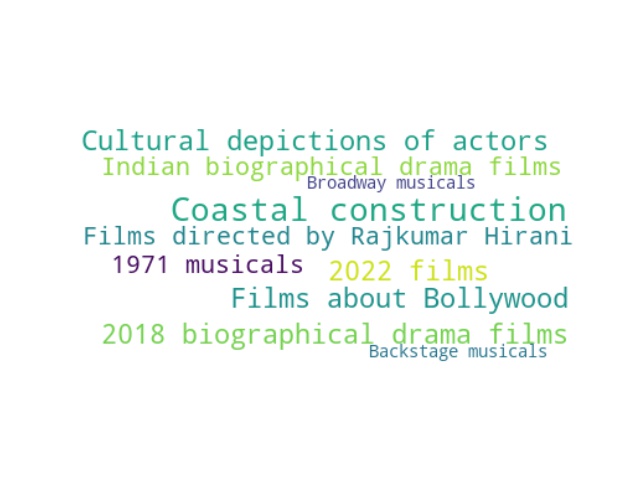 Cultural depictions of actors
Indian biographical drama films
Broadway musicals
Coastal construction
Films directed by Rajkumar Hirani
1971 musicals
2022 films
Films about Bollywood
2018 biographical drama films
Backstage musicals